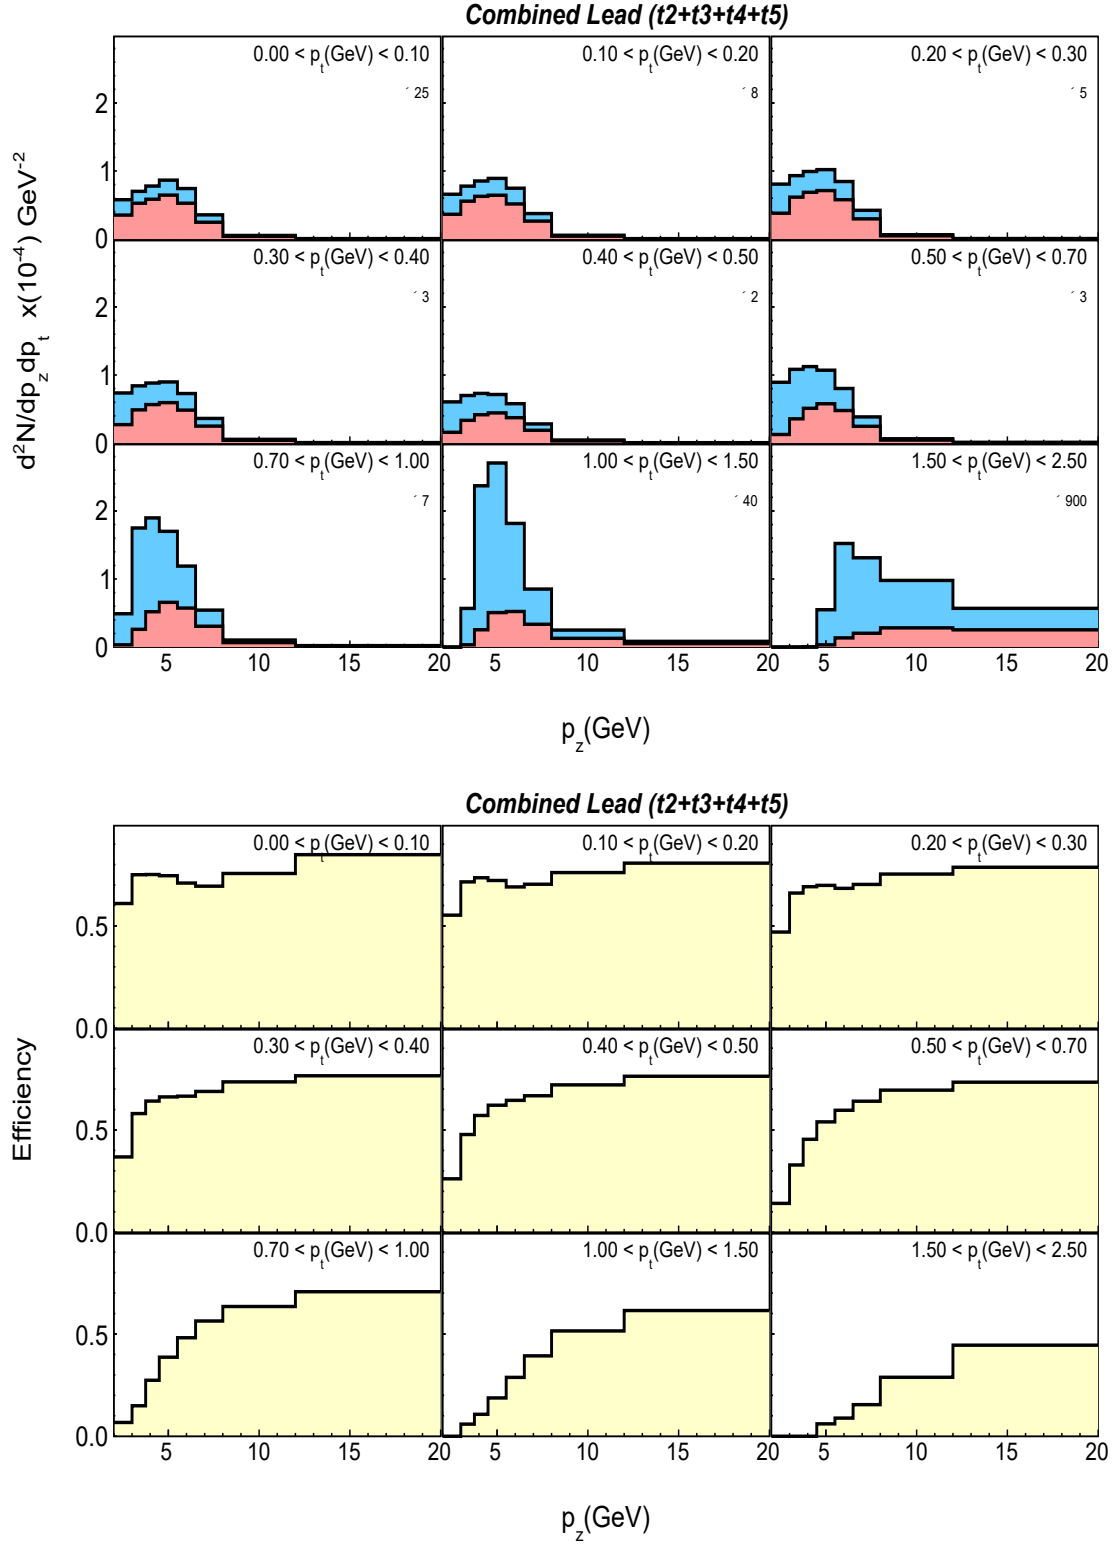 Combined Lead (t2+t3+t4+t5)
d²N/dp_z dp_t x(10⁻⁴) GeV⁻²
0.00 < p_t(GeV) < 0.10
´ 25
0.10 < p_t(GeV) < 0.20
´ 8
0.20 < p_t(GeV) < 0.30
´ 5
2
1
0
0.30 < p_t(GeV) < 0.40
´ 3
0.40 < p_t(GeV) < 0.50
´ 2
0.50 < p_t(GeV) < 0.70
´ 3
2
1
0
0.70 < p_t(GeV) < 1.00
´ 7
1.00 < p_t(GeV) < 1.50
´ 40
1.50 < p_t(GeV) < 2.50
´ 900
2
1
0
5 10 15 20 5 10 15 20 5 10 15 20
p_z(GeV)
Combined Lead (t2+t3+t4+t5)
Efficiency
0.00 < p_t(GeV) < 0.10
0.10 < p_t(GeV) < 0.20
0.20 < p_t(GeV) < 0.30
0.5
0.0
0.30 < p_t(GeV) < 0.40
0.40 < p_t(GeV) < 0.50
0.50 < p_t(GeV) < 0.70
0.5
0.0
0.70 < p_t(GeV) < 1.00
1.00 < p_t(GeV) < 1.50
1.50 < p_t(GeV) < 2.50
0.5
0.0
5 10 15 20 5 10 15 20 5 10 15 20
p_z(GeV)